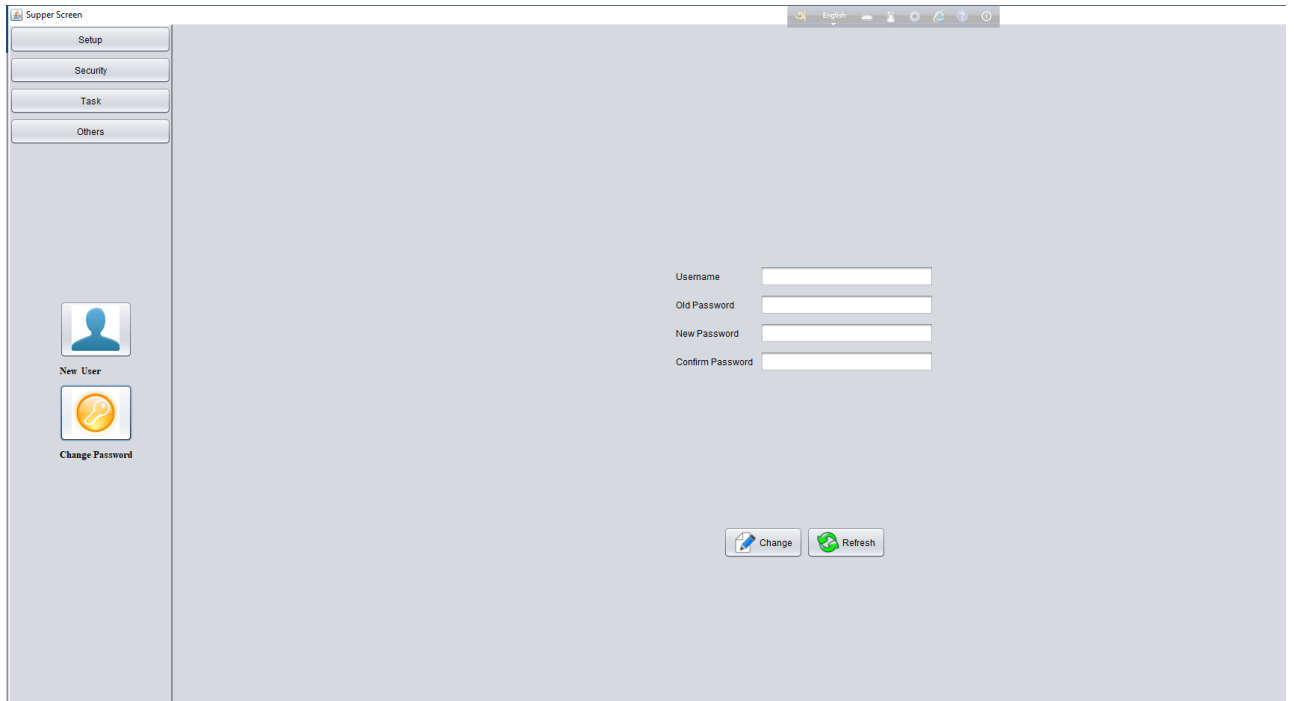 Supper Screen
English
Setup
Security
Task
Others
New User
Change Password
Username
Old Password
New Password
Confirm Password
Change
Refresh